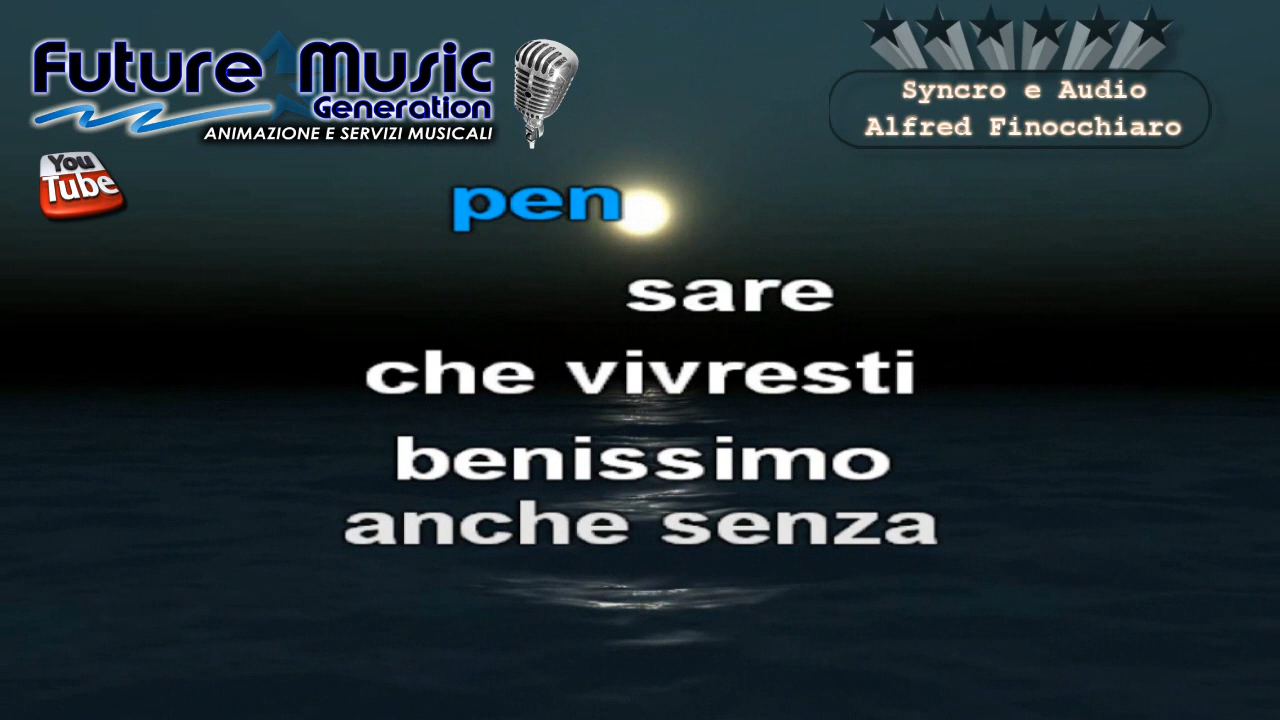 Future Music
Generation
ANIMAZIONE E SERVIZI MUSICALI
Syncro e Audio
Alfred Finocchiaro
You
Tube
pen
sare
che vivresti
benissimo
anche senza